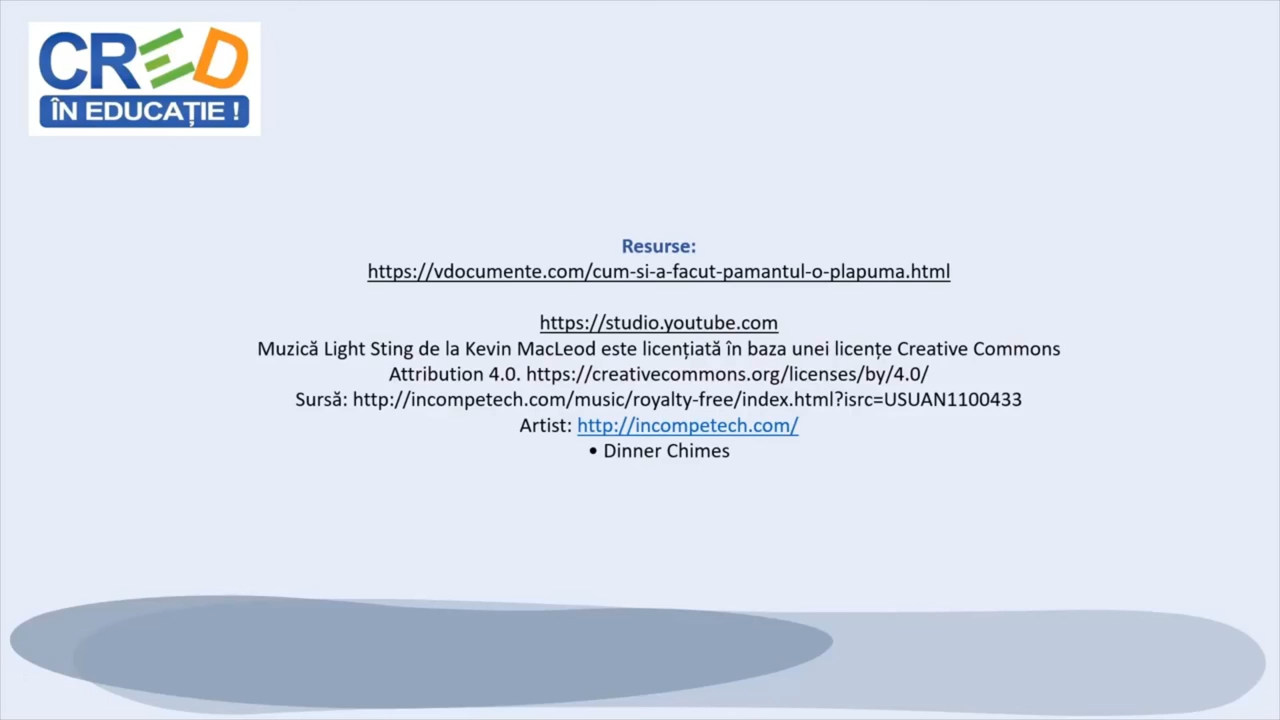 CRED
ÎN EDUCAȚIE !
Resurse:
https://vdocumente.com/cum-si-a-facut-pamantul-o-plapuma.html
https://studio.youtube.com
Muzică Light Sting de la Kevin MacLeod este licențiată în baza unei licențe Creative Commons
Attribution 4.0. https://creativecommons.org/licenses/by/4.0/
Sursă: http://incompetech.com/music/royalty-free/index.html?isrc=USUAN1100433
Artist: http://incompetech.com/
• Dinner Chimes